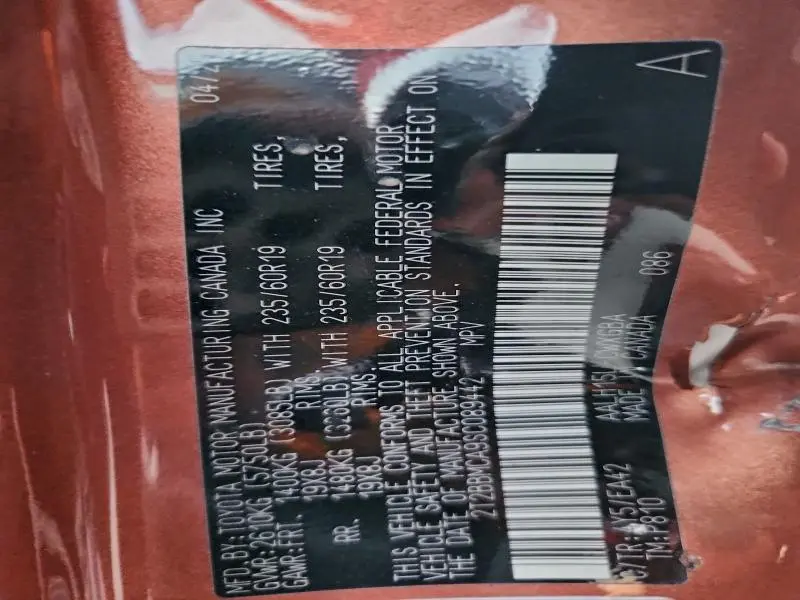 MFD.BY:TOYOTA MOTOR MANUFACTURING CANADA INC 04/2
GVWR:2610KG (5750LB)
GAWR:FRT. 1400KG (3085LB) WITH 235/60R19 TIRES,
19X8J RIMS,
RR. 1480KG WITH 235/60R19 TIRES,
19X8J RIMS
THIS VEHICLE CONFORMS TO ALL APPLICABLE FEDERAL MOTOR
VEHICLE SAFETY AND THEFT PREVENTION STANDARDS IN EFFECT ON
THE DATE OF MANUFACTURE SHOWN ABOVE.
MPV
A
MADE IN CANADA 086